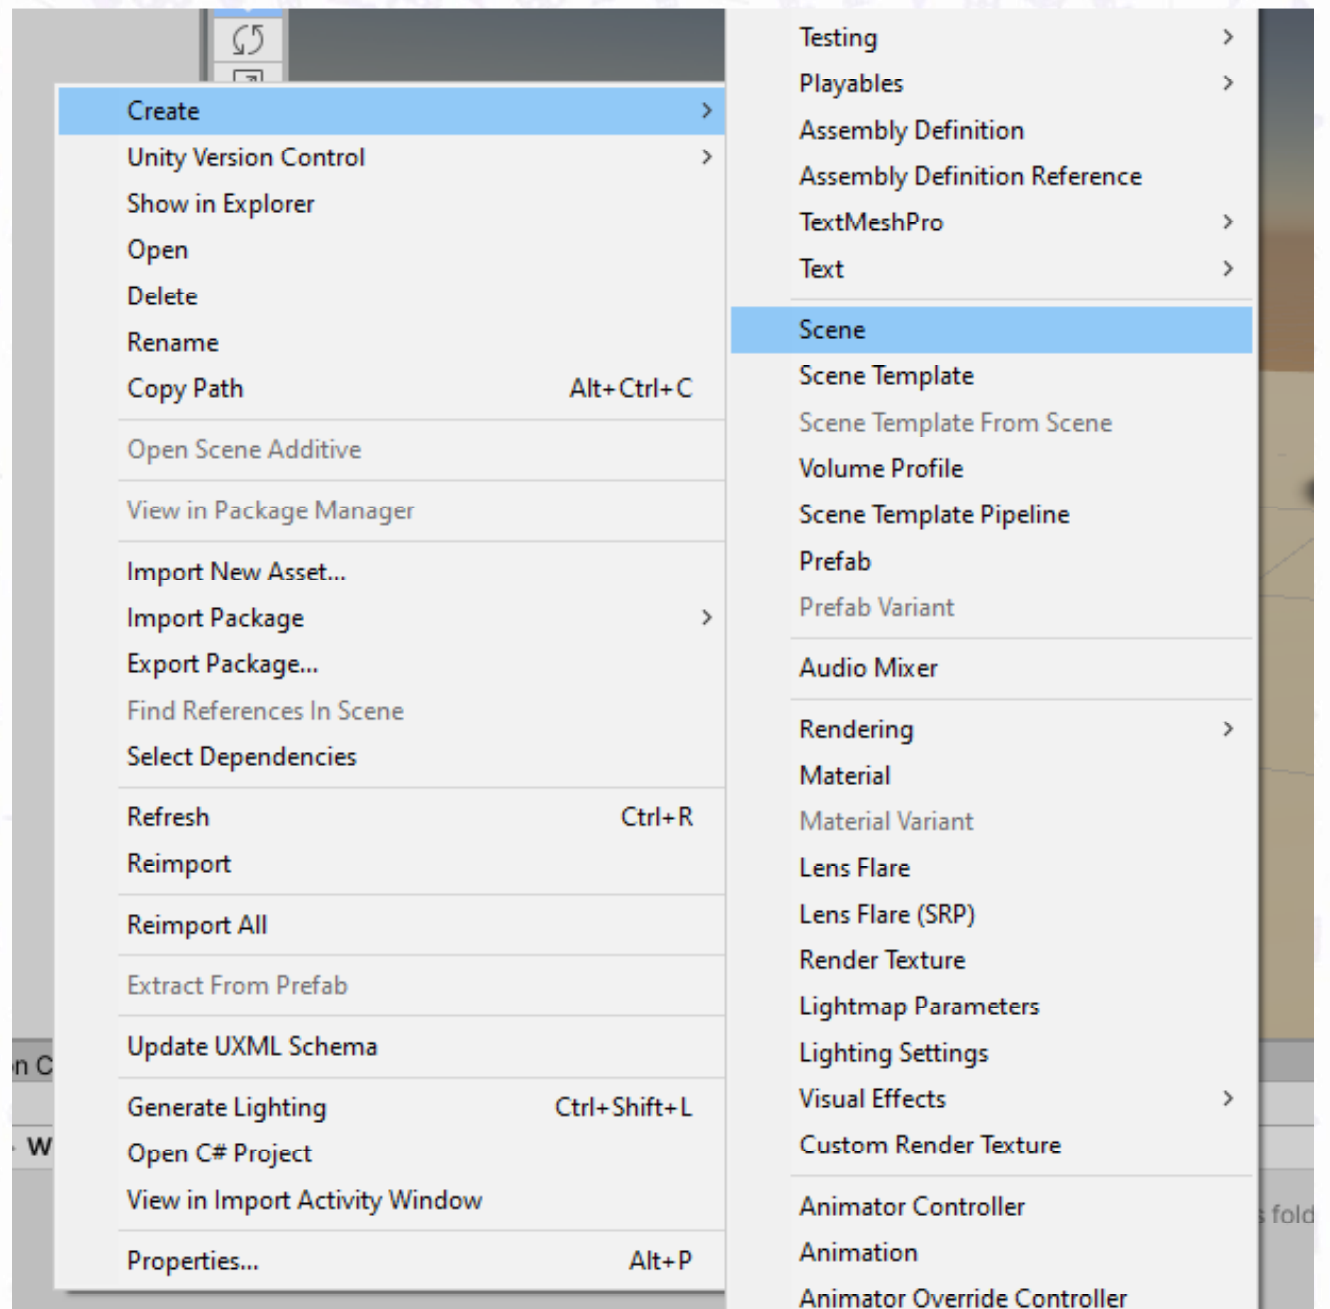 Create
Unity Version Control
Show in Explorer
Open
Delete
Rename
Copy Path Alt+Ctrl+C
Open Scene Additive
View in Package Manager
Import New Asset...
Import Package
Export Package...
Find References In Scene
Select Dependencies
Refresh Ctrl+R
Reimport
Reimport All
Extract From Prefab
Update UXML Schema
Generate Lighting Ctrl+Shift+L
Open C# Project
View in Import Activity Window
Properties... Alt+P
Testing
Playables
Assembly Definition
Assembly Definition Reference
TextMeshPro
Text
Scene
Scene Template
Scene Template From Scene
Volume Profile
Scene Template Pipeline
Prefab
Prefab Variant
Audio Mixer
Rendering
Material
Material Variant
Lens Flare
Lens Flare (SRP)
Render Texture
Lightmap Parameters
Lighting Settings
Visual Effects
Custom Render Texture
Animator Controller
Animation
Animator Override Controller
n C
W
s fold